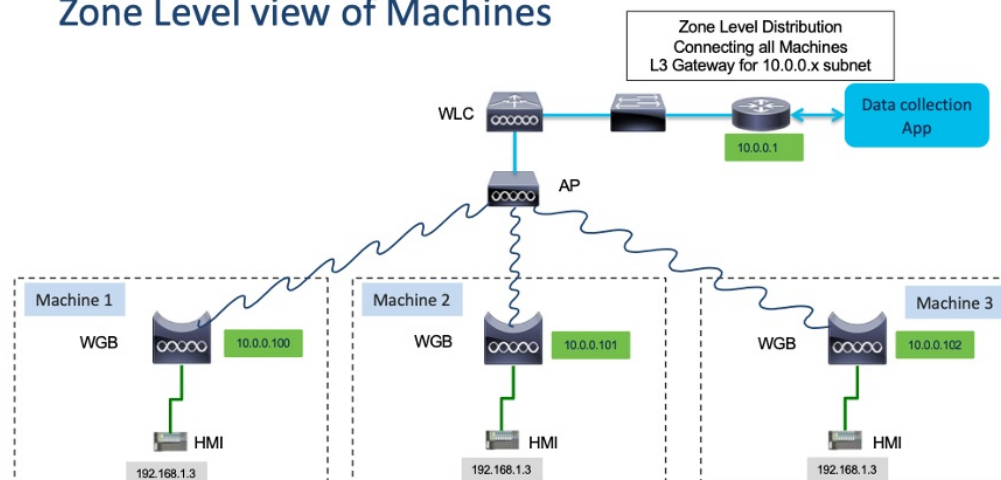 Zone Level view of Machines
Zone Level Distribution
Connecting all Machines
L3 Gateway for 10.0.0.x subnet
WLC
Data collection
App
10.0.0.1
AP
Machine 1
WGB
10.0.0.100
HMI
192.168.1.3
Machine 2
WGB
10.0.0.101
HMI
192.168.1.3
Machine 3
WGB
10.0.0.102
HMI
192.168.1.3